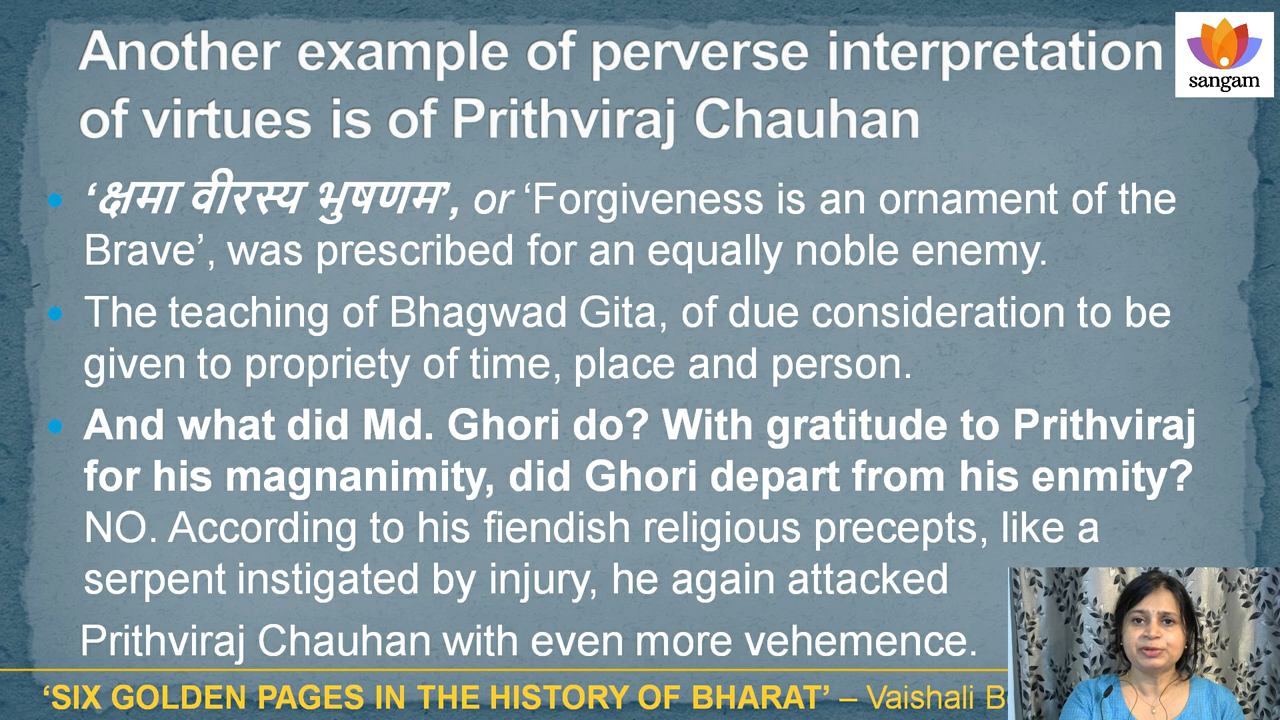 Another example of perverse interpretation
of virtues is of Prithviraj Chauhan
sangam
• ‘क्षमा वीरस्य भुषणम’, or ‘Forgiveness is an ornament of the
Brave’, was prescribed for an equally noble enemy.
• The teaching of Bhagwad Gita, of due consideration to be
given to propriety of time, place and person.
• And what did Md. Ghori do? With gratitude to Prithviraj
for his magnanimity, did Ghori depart from his enmity?
NO. According to his fiendish religious precepts, like a
serpent instigated by injury, he again attacked
Prithviraj Chauhan with even more vehemence.
‘SIX GOLDEN PAGES IN THE HISTORY OF BHARAT’ – Vaishali